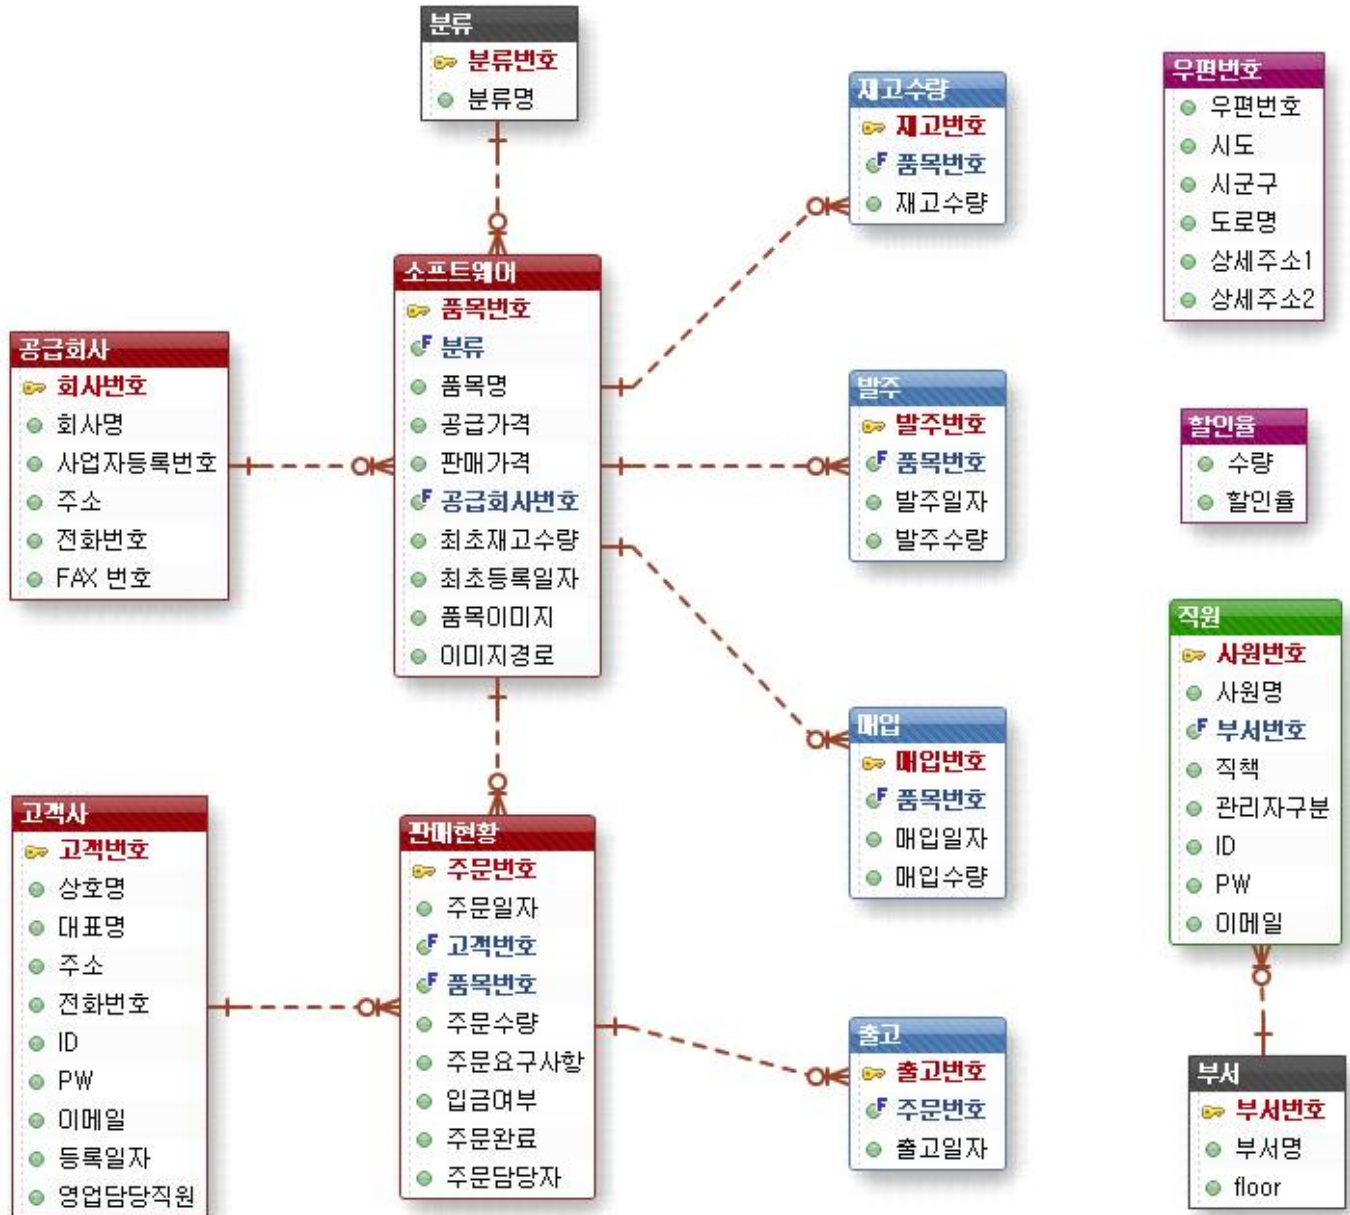 분류
분류번호
분류명
재고수량
재고번호
품목번호
재고수량
우편번호
우편번호
시도
시군구
도로명
상세주소1
상세주소2
소프트웨어
품목번호
분류
품목명
공급가격
판매가격
공급회사번호
최초재고수량
최초등록일자
품목이미지
이미지경로
공급회사
회사번호
회사명
사업자등록번호
주소
전화번호
FAX 번호
발주
발주번호
품목번호
발주일자
발주수량
할인율
수량
할인율
직원
사원번호
사원명
부서번호
직책
관리자구분
ID
PW
이메일
매입
매입번호
품목번호
매입일자
매입수량
고객사
고객번호
상호명
대표명
주소
전화번호
ID
PW
이메일
등록일자
영업담당직원
판매현황
주문번호
주문일자
고객번호
품목번호
주문수량
주문요구사항
입금여부
주문완료
주문담당자
출고
출고번호
주문번호
출고일자
부서
부서번호
부서명
floor